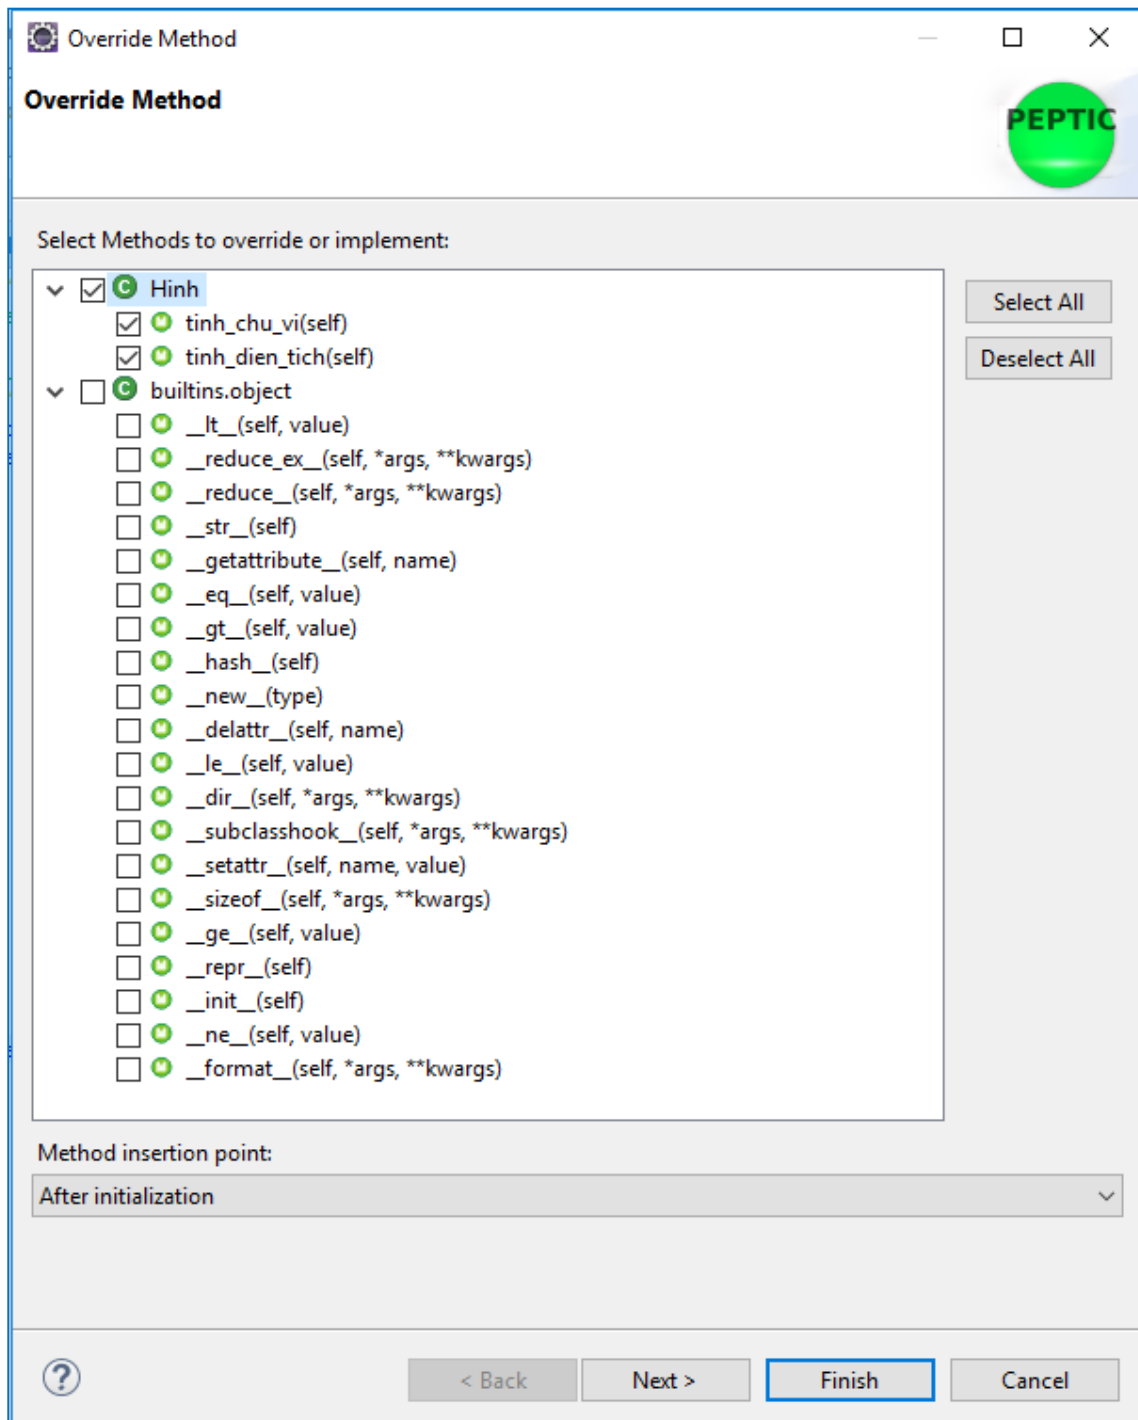 Override Method
Override Method
PEPTIC
Select Methods to override or implement:
Hinh
tinh_chu_vi(self)
tinh_dien_tich(self)
builtins.object
__lt__(self, value)
__reduce_ex__(self, *args, **kwargs)
__reduce__(self, *args, **kwargs)
__str__(self)
__getattribute__(self, name)
__eq__(self, value)
__gt__(self, value)
__hash__(self)
__new__(type)
__delattr__(self, name)
__le__(self, value)
__dir__(self, *args, **kwargs)
__subclasshook__(self, *args, **kwargs)
__setattr__(self, name, value)
__sizeof__(self, *args, **kwargs)
__ge__(self, value)
__repr__(self)
__init__(self)
__ne__(self, value)
__format__(self, *args, **kwargs)
Select All
Deselect All
Method insertion point:
After initialization
< Back Next > Finish Cancel